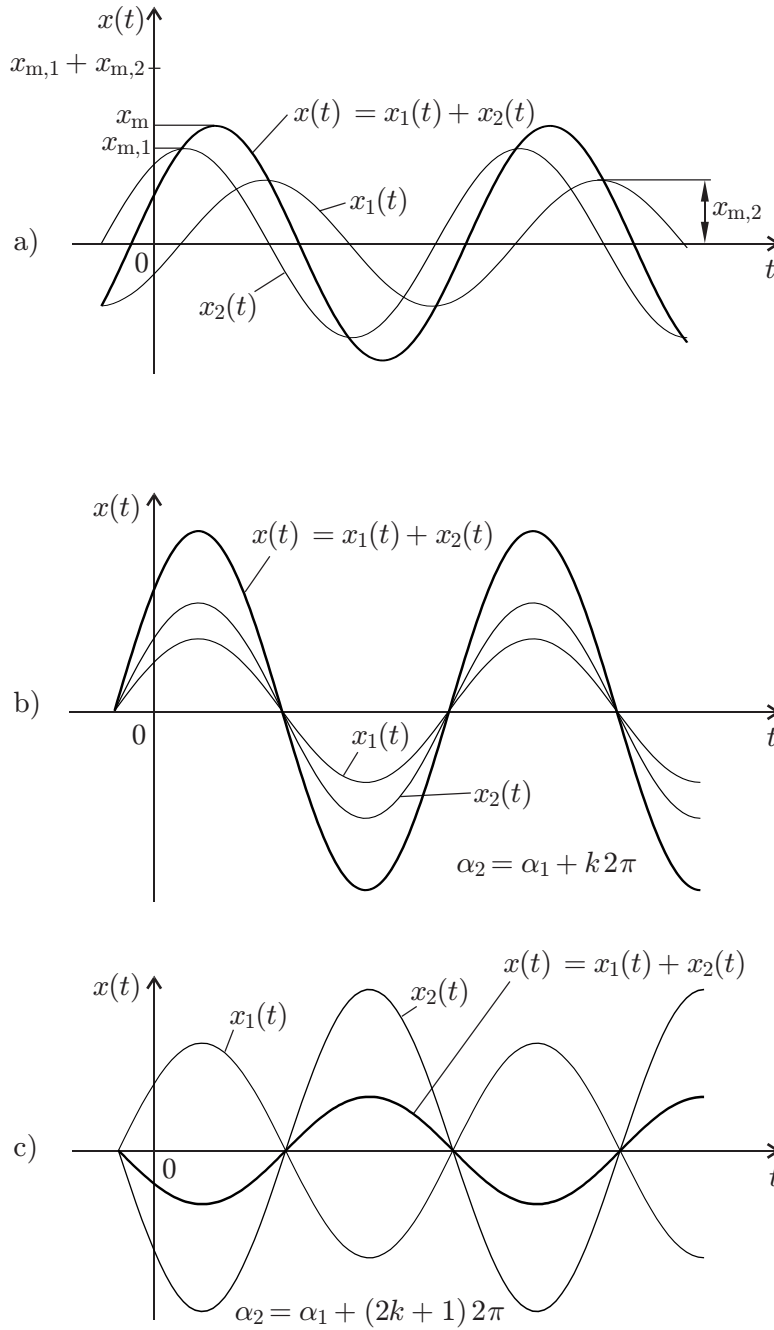 x(t)
x_{m,1} + x_{m,2}
x_m
x(t) = x_1(t) + x_2(t)
x_{m,1}
x_1(t)
x_{m,2}
a)
0
t
x_2(t)
x(t)
x(t) = x_1(t) + x_2(t)
b)
0
x_1(t)
t
x_2(t)
α_2 = α_1 + k 2π
x(t) = x_1(t) + x_2(t)
x(t)
x_2(t)
x_1(t)
c)
0
t
α_2 = α_1 + (2k + 1) 2π